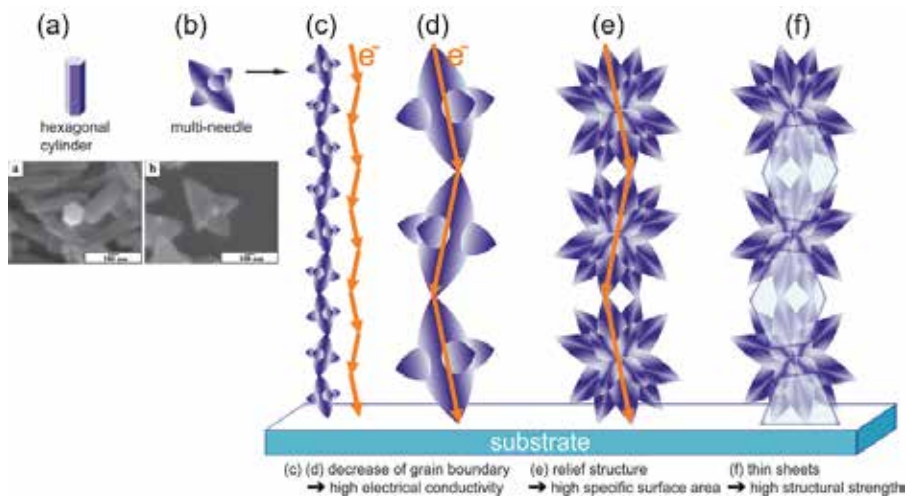 (a) (b) (c) (d) (e) (f)
e⁻ e⁻
hexagonal
cylinder
multi-needle
a
substrate
(c) (d) decrease of grain boundary (e) relief structure (f) thin sheets
➔ high electrical conductivity ➔ high specific surface area ➔ high structural strength